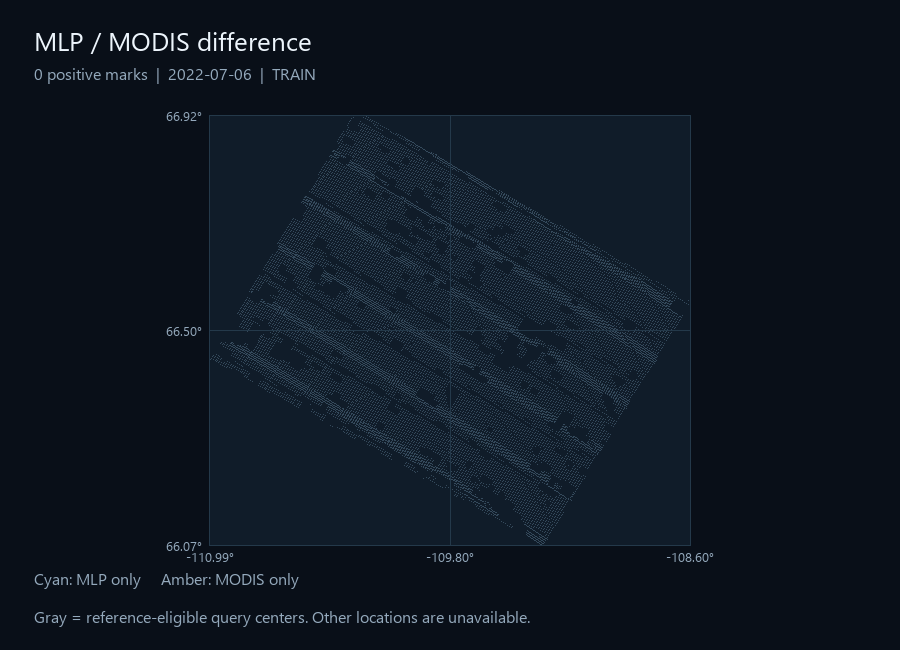 MLP / MODIS difference
0 positive marks | 2022-07-06 | TRAIN
66.92°
66.50°
66.07°
-110.99° -109.80° -108.60°
Cyan: MLP only Amber: MODIS only
Gray = reference-eligible query centers. Other locations are unavailable.